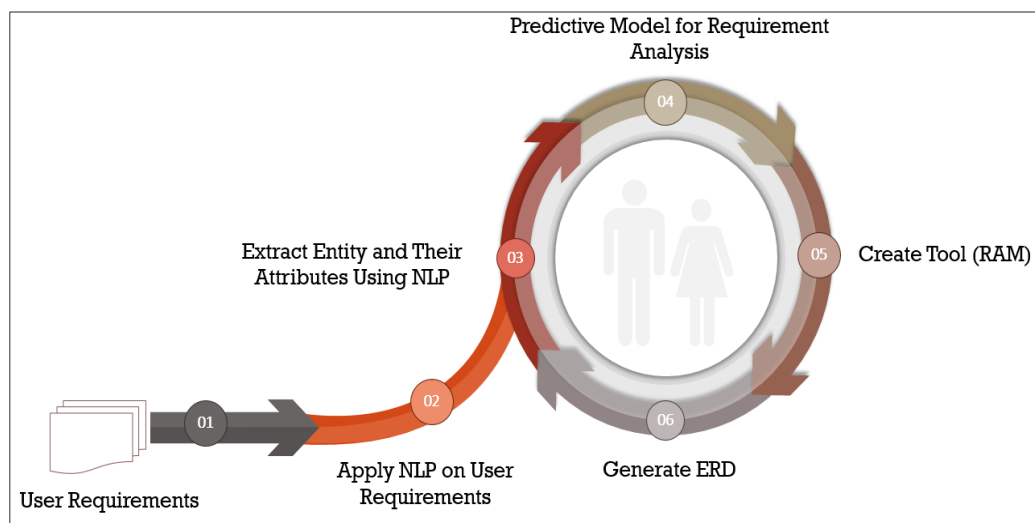 Predictive Model for Requirement
Analysis
04
Extract Entity and Their
Attributes Using NLP
03
05
Create Tool (RAM)
02
01
06
User Requirements
Apply NLP on User
Requirements
Generate ERD